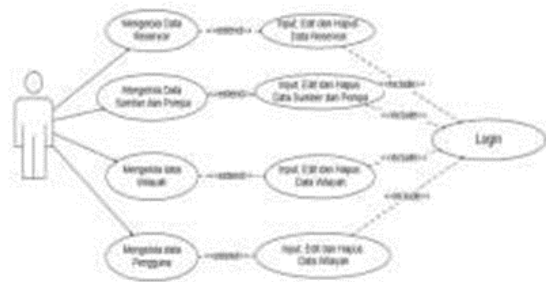 Mengelola Data
Reservoir
<<extend>>
Input, Edit dan Hapus
Data Reservoir
<<include>>
Mengelola Data
Sumber dan Pompa
<<extend>>
Input, Edit dan Hapus
Data Sumber dan Pompa
<<include>>
Login
Mengelola data
Wilayah
<<extend>>
Input, Edit dan Hapus
Data Wilayah
<<include>>
<<include>>
Mengelola data
Pengguna
<<extend>>
Input, Edit dan Hapus
Data Wilayah